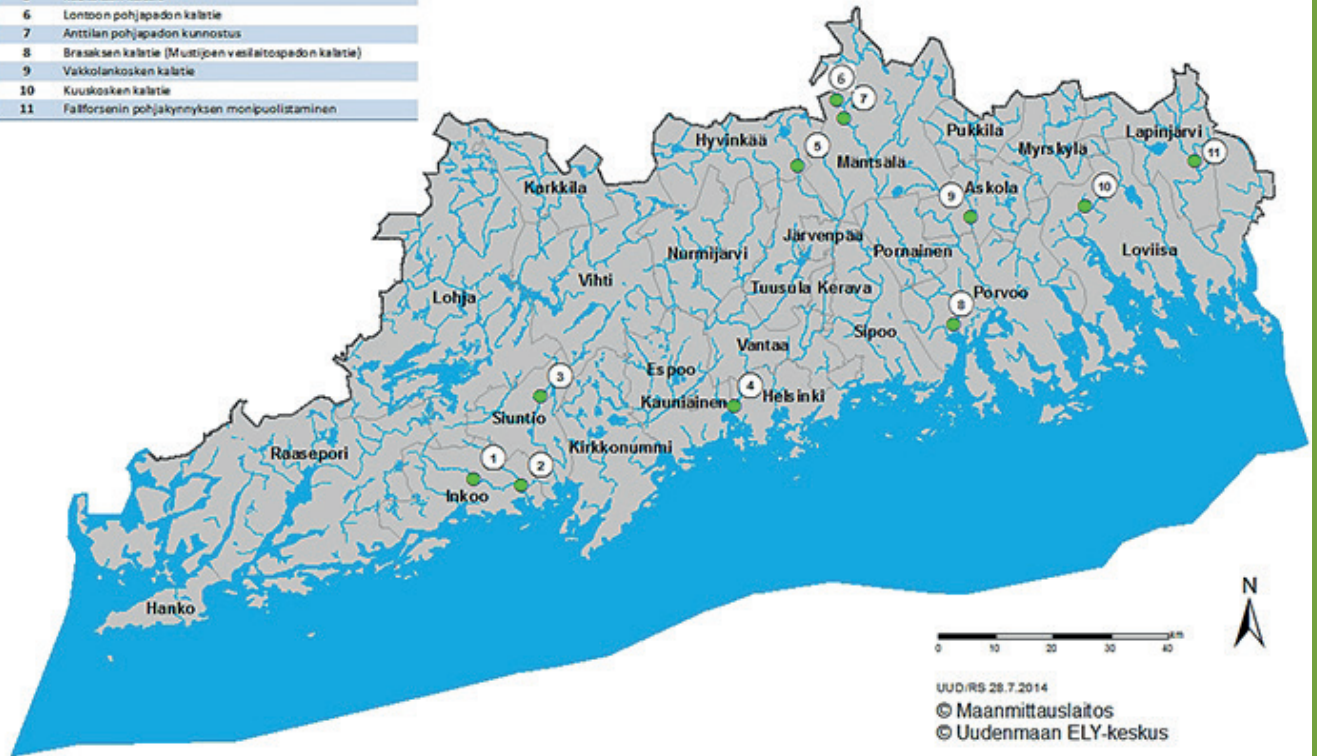 6 Lontoon pohjapadon kalatie
7 Anttilan pohjapadon kunnostus
8 Brasaksen kalatie (Mustijoen vesilaitospadon kalatie)
9 Vakkolankosken kalatie
10 Kuuskosken kalatie
11 Fallforsenin pohjakynnyksen monipuolistaminen
6
7
Pukkila
Lapinjärvi
Hyvinkää
5
Mäntsälä
Myrskylä
11
Karkkila
9
Askola
10
Järvenpää
Nurmijärvi
Pornainen
Loviisa
Vihti
Tuusula Kerava
Porvoo
Lohja
8
Sipoo
Vantaa
Espoo
3
4
Kauniainen
Helsinki
Siuntio
Kirkkonummi
Raasepori
1
2
Inkoo
Hanko
N
km
0 10 20 30 40
UUD/RS 28.7.2014
© Maanmittauslaitos
© Uudenmaan ELY-keskus